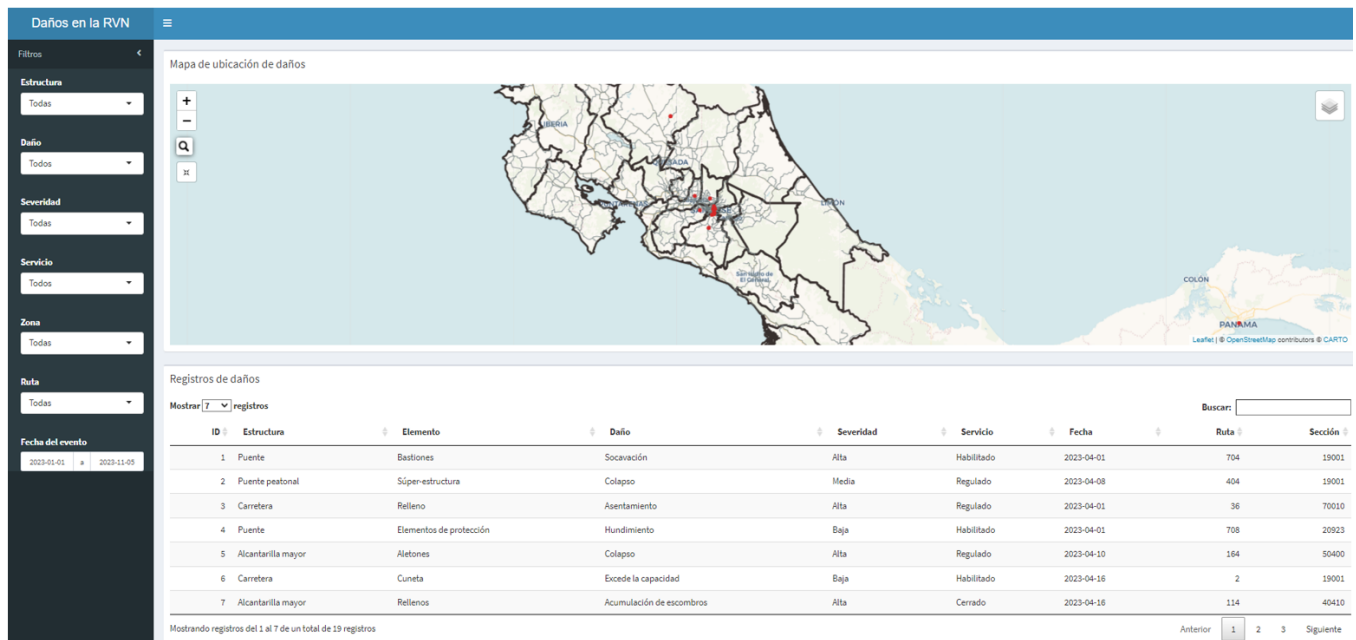 Daños en la RVN
Filtros
Estructura
Todas
Daño
Todos
Severidad
Todas
Servicio
Todos
Zona
Todas
Ruta
Todas
Fecha del evento
2023-01-01 a 2023-11-05
Mapa de ubicación de daños
+
−
LIMÓN
San Isidro de
El General
COLÓN
PANAMA
Leaflet | © OpenStreetMap contributors © CARTO
Registros de daños
Mostrar 7 registros
Buscar:
ID Estructura Elemento Daño Severidad Servicio Fecha Ruta Sección
1 Puente Bastiones Socavación Alta Habilitado 2023-04-01 704 19001
2 Puente peatonal Súper-estructura Colapso Media Regulado 2023-04-08 404 19001
3 Carretera Relleno Asentamiento Alta Regulado 2023-04-01 36 70010
4 Puente Elementos de protección Hundimiento Baja Habilitado 2023-04-01 708 20923
5 Alcantarilla mayor Aletones Colapso Alta Regulado 2023-04-10 164 50400
6 Carretera Cuneta Excede la capacidad Baja Habilitado 2023-04-16 2 19001
7 Alcantarilla mayor Rellenos Acumulación de escombros Alta Cerrado 2023-04-16 114 40410
Mostrando registros del 1 al 7 de un total de 19 registros
Anterior 1 2 3 Siguiente